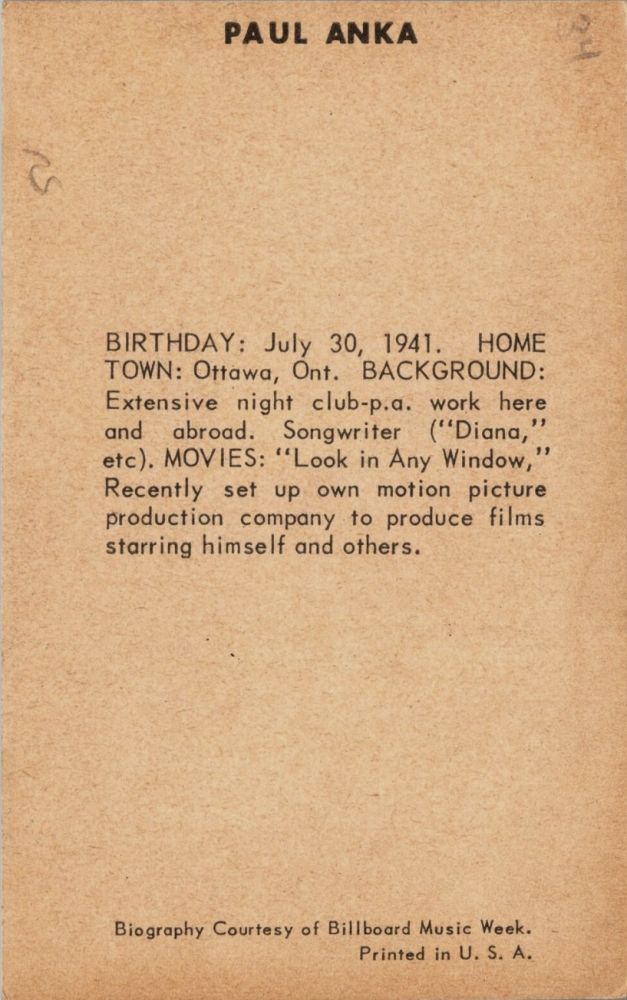 PAUL ANKA
BIRTHDAY: July 30, 1941. HOME
TOWN: Ottawa, Ont. BACKGROUND:
Extensive night club-p.a. work here
and abroad. Songwriter ("Diana,"
etc). MOVIES: "Look in Any Window,"
Recently set up own motion picture
production company to produce films
starring himself and others.
Biography Courtesy of Billboard Music Week.
Printed in U. S. A.